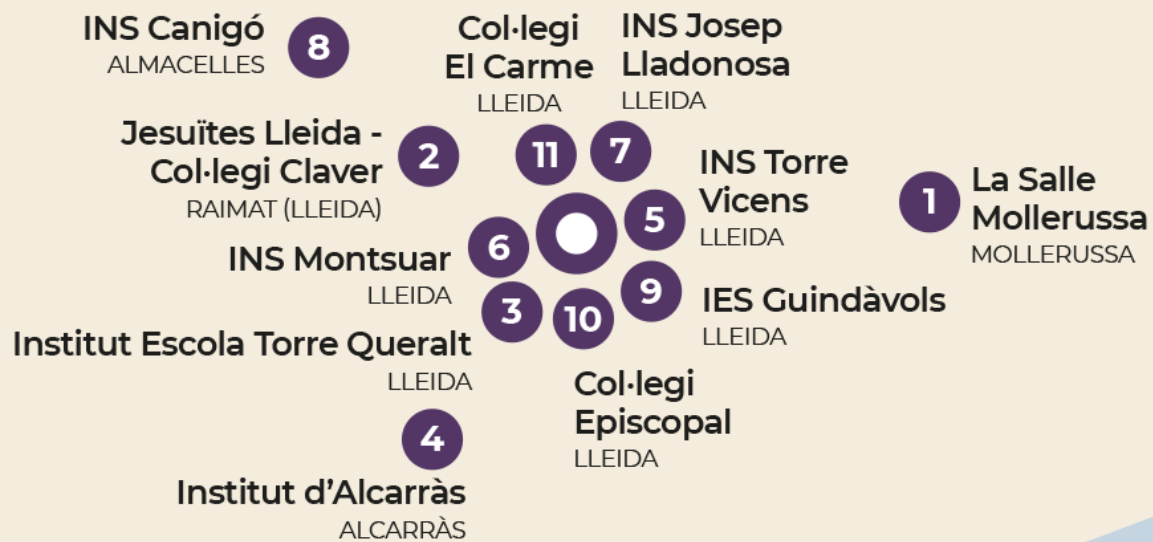 INS Canigó
ALMACELLES
8
Col·legi
El Carme
LLEIDA
11
INS Josep
Lladonosa
LLEIDA
7
Jesuïtes Lleida -
Col·legi Claver
RAIMAT (LLEIDA)
2
INS Torre
Vicens
LLEIDA
5
1
La Salle
Mollerussa
MOLLERUSSA
INS Montsuar
LLEIDA
6
9
IES Guindàvols
LLEIDA
Institut Escola Torre Queralt
LLEIDA
3
10
Col·legi
Episcopal
LLEIDA
4
Institut d’Alcarràs
ALCARRÀS